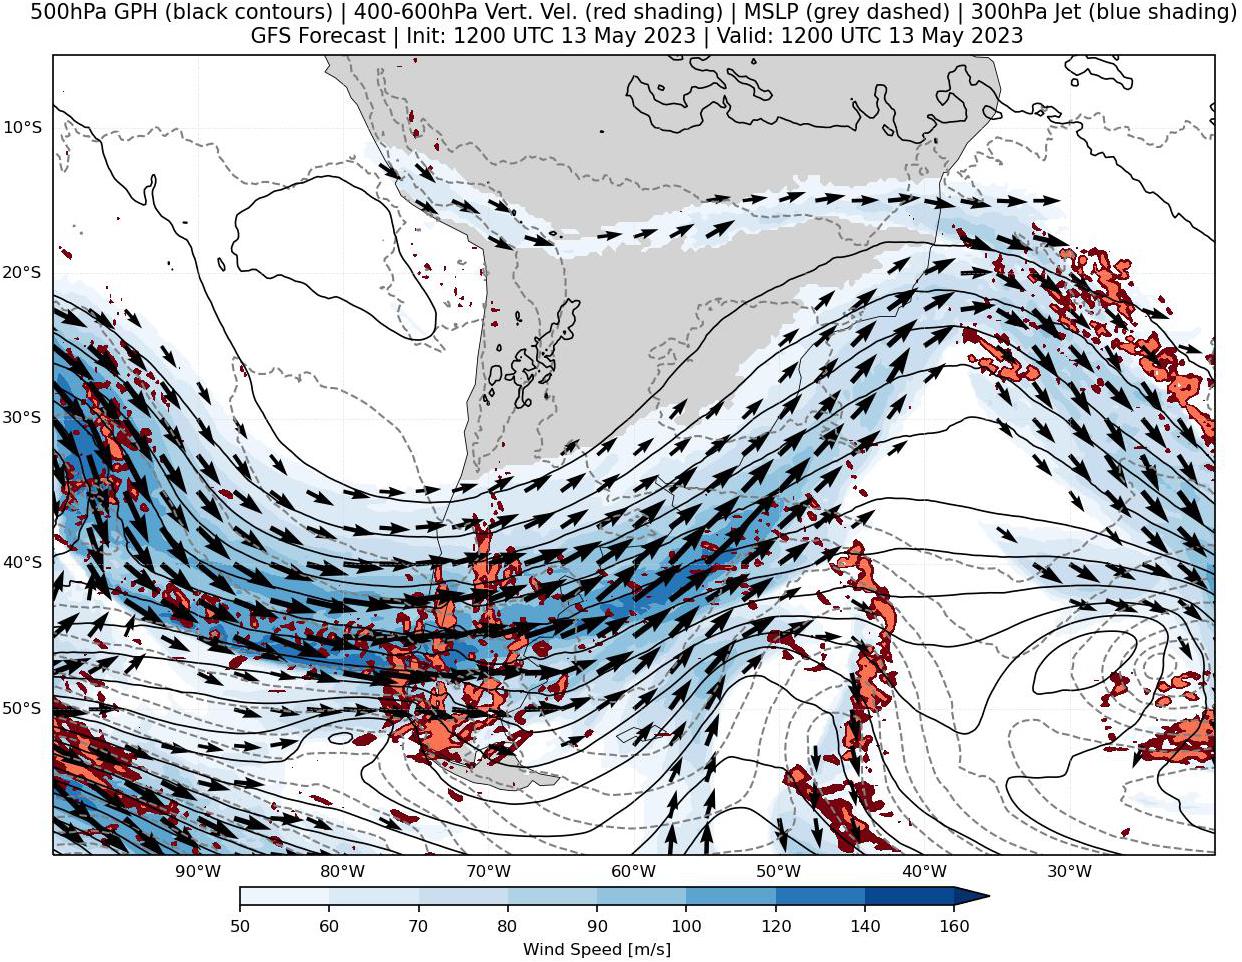 500hPa GPH (black contours) | 400-600hPa Vert. Vel. (red shading) | MSLP (grey dashed) | 300hPa Jet (blue shading)
GFS Forecast | Init: 1200 UTC 13 May 2023 | Valid: 1200 UTC 13 May 2023
10°S
20°S
30°S
40°S
50°S
90°W 80°W 70°W 60°W 50°W 40°W 30°W
50 60 70 80 90 100 120 140 160
Wind Speed [m/s]